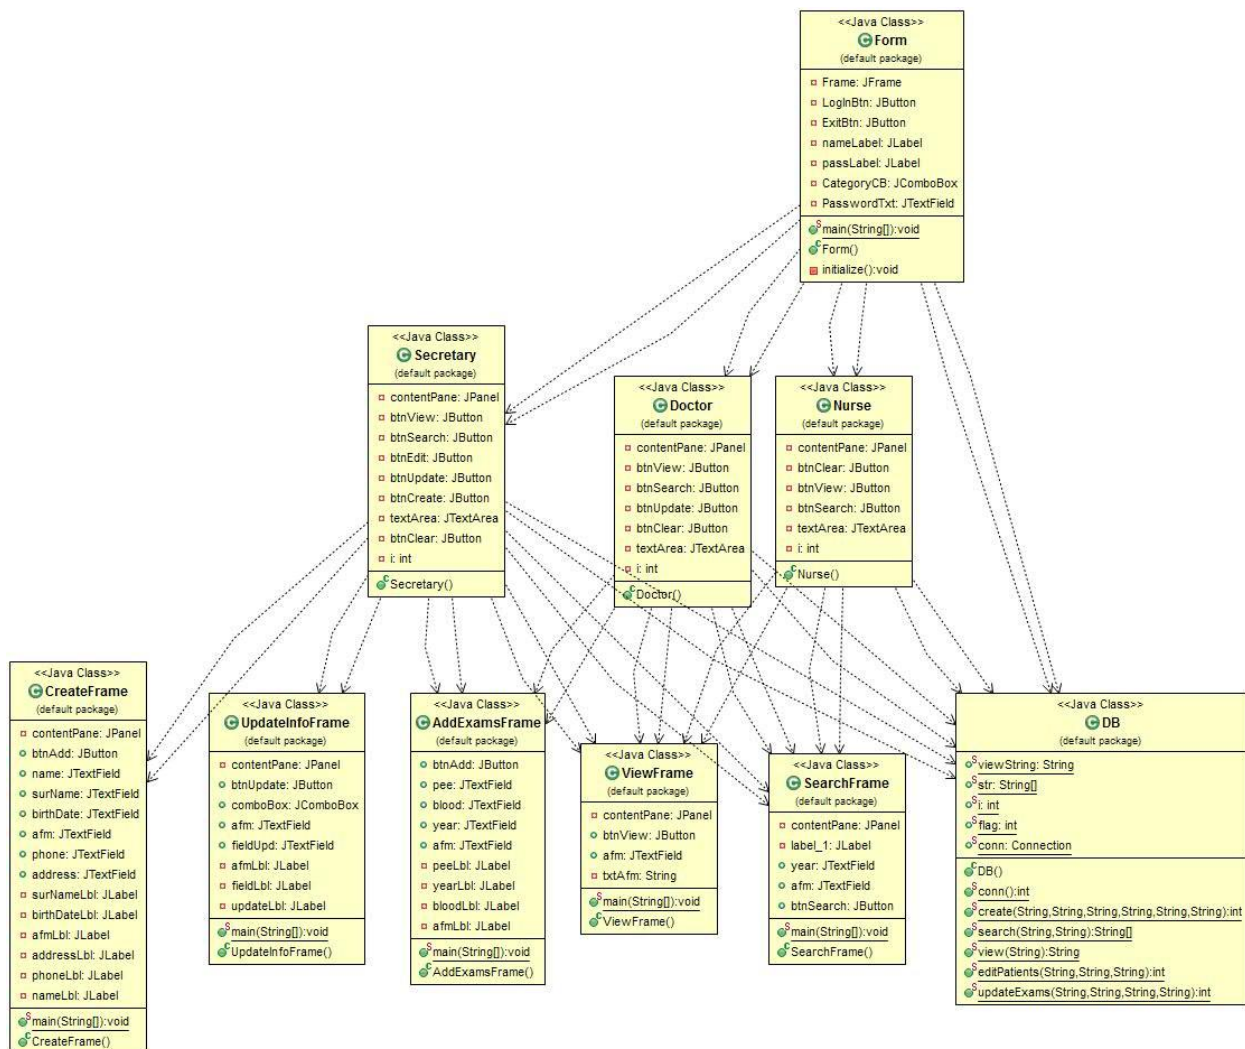 <<Java Class>>
Form
(default package)
Frame: JFrame
LogInBtn: JButton
ExitBtn: JButton
nameLabel: JLabel
passLabel: JLabel
CategoryCB: JComboBox
PasswordTxt: JTextField
main(String[]):void
Form()
initialize():void
<<Java Class>>
Secretary
(default package)
contentPane: JPanel
btnView: JButton
btnSearch: JButton
btnEdit: JButton
btnUpdate: JButton
btnCreate: JButton
textArea: JTextArea
btnClear: JButton
i: int
Secretary()
<<Java Class>>
Doctor
(default package)
contentPane: JPanel
btnView: JButton
btnSearch: JButton
btnUpdate: JButton
btnClear: JButton
textArea: JTextArea
i: int
Doctor()
<<Java Class>>
Nurse
(default package)
contentPane: JPanel
btnClear: JButton
btnView: JButton
btnSearch: JButton
textArea: JTextArea
i: int
Nurse()
<<Java Class>>
CreateFrame
(default package)
contentPane: JPanel
btnAdd: JButton
name: JTextField
surName: JTextField
birthDate: JTextField
afm: JTextField
phone: JTextField
address: JTextField
surNameLbl: JLabel
birthDateLbl: JLabel
afmLbl: JLabel
addressLbl: JLabel
phoneLbl: JLabel
nameLbl: JLabel
main(String[]):void
CreateFrame()
<<Java Class>>
UpdateInfoFrame
(default package)
contentPane: JPanel
btnUpdate: JButton
comboBox: JComboBox
afm: JTextField
fieldUpd: JTextField
afmLbl: JLabel
fieldLbl: JLabel
updateLbl: JLabel
main(String[]):void
UpdateInfoFrame()
<<Java Class>>
AddExamsFrame
(default package)
btnAdd: JButton
pee: JTextField
blood: JTextField
year: JTextField
afm: JTextField
peeLbl: JLabel
yearLbl: JLabel
bloodLbl: JLabel
afmLbl: JLabel
main(String[]):void
AddExamsFrame()
<<Java Class>>
ViewFrame
(default package)
contentPane: JPanel
btnView: JButton
afm: JTextField
txtAfm: String
main(String[]):void
ViewFrame()
<<Java Class>>
SearchFrame
(default package)
contentPane: JPanel
label_1: JLabel
year: JTextField
afm: JTextField
btnSearch: JButton
main(String[]):void
SearchFrame()
<<Java Class>>
DB
(default package)
viewString: String
str: String[]
i: int
flag: int
conn: Connection
DB()
conn():int
create(String,String,String,String,String,String):int
search(String,String):String[]
view(String):String
editPatients(String,String,String):int
updateExams(String,String,String,String):int